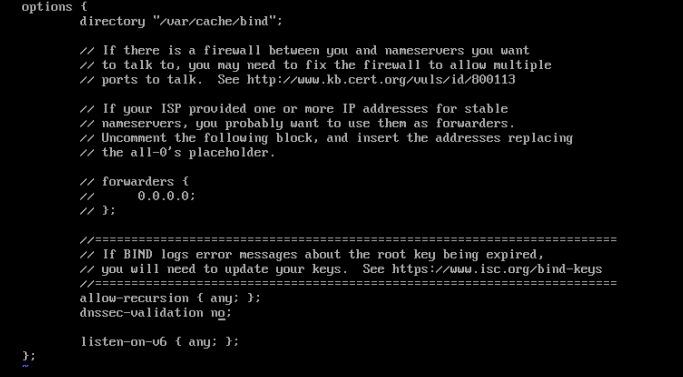 options {
        directory "/var/cache/bind";

        // If there is a firewall between you and nameservers you want
        // to talk to, you may need to fix the firewall to allow multiple
        // ports to talk.  See http://www.kb.cert.org/vuls/id/800113

        // If your ISP provided one or more IP addresses for stable
        // nameservers, you probably want to use them as forwarders.
        // Uncomment the following block, and insert the addresses replacing
        // the all-0's placeholder.

        // forwarders {
        //      0.0.0.0;
        // };

        //========================================================================
        // If BIND logs error messages about the root key being expired,
        // you will need to update your keys.  See https://www.isc.org/bind-keys
        //========================================================================
        allow-recursion { any; };
        dnssec-validation no;

        listen-on-v6 { any; };
};
~